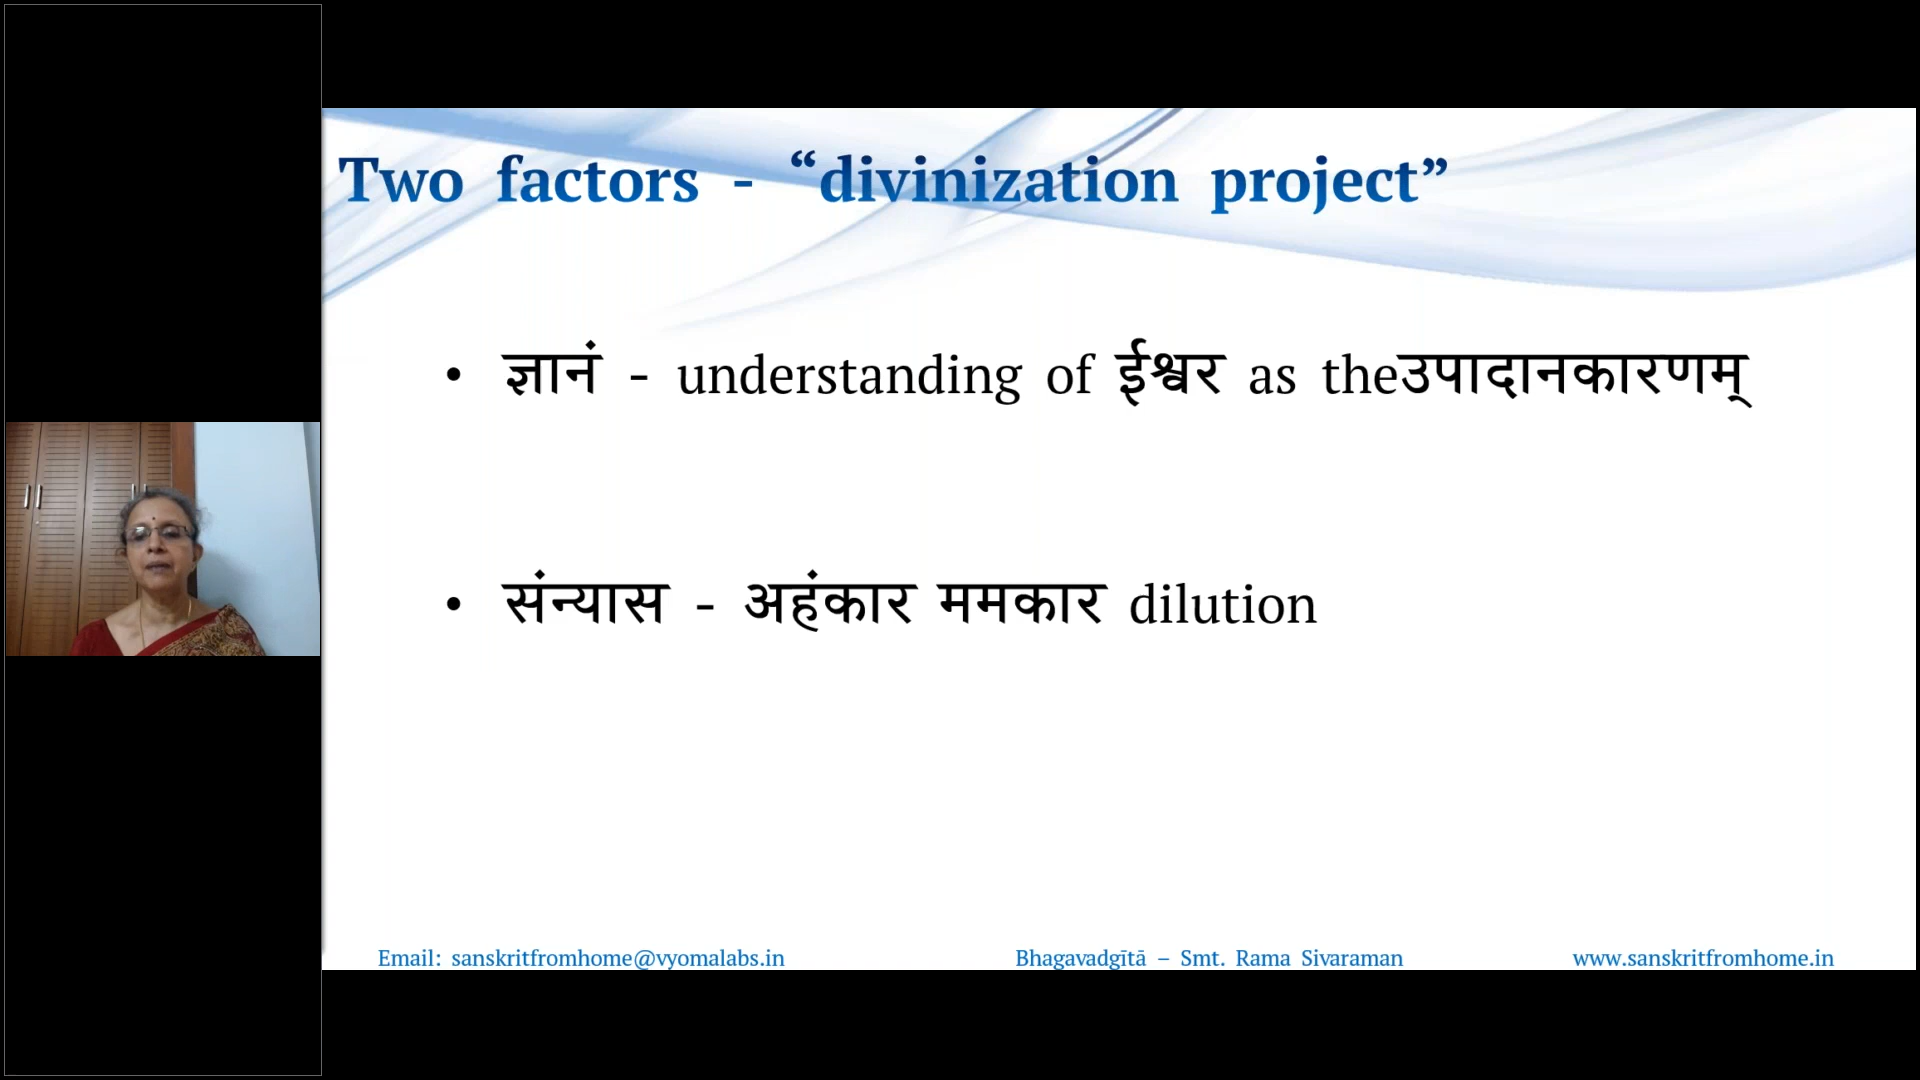 Two factors - “divinization project”
• ज्ञानं - understanding of ईश्वर as theउपादानकारणम्
• संन्यास - अहंकार ममकार dilution
Email: sanskritfromhome@vyomalabs.in Bhagavadgītā – Smt. Rama Sivaraman www.sanskritfromhome.in